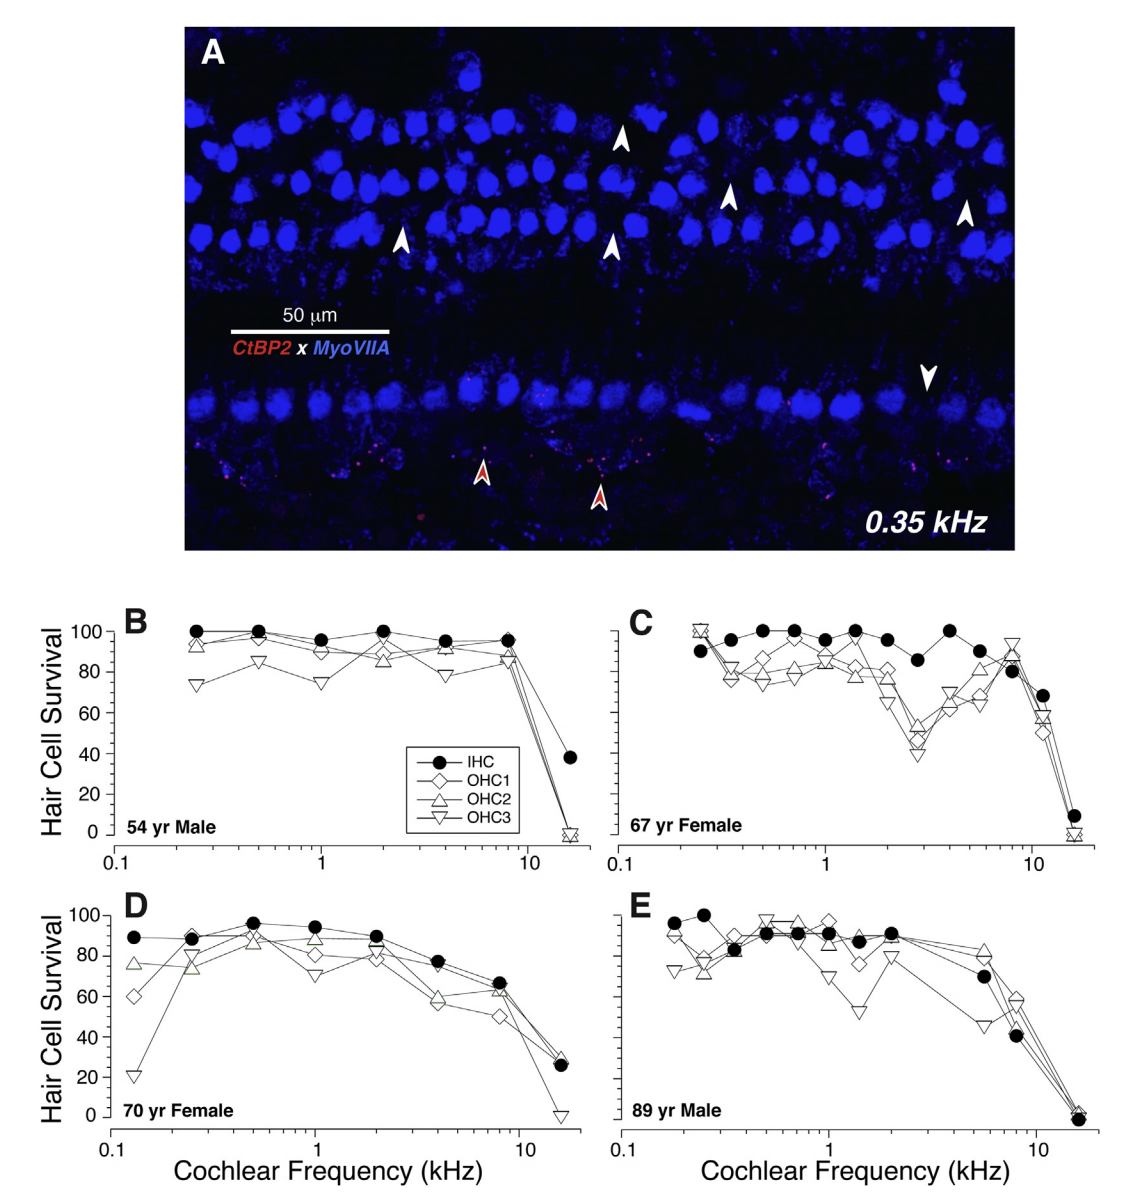 A
50 μm
CtBP2 x MyoVIIA
0.35 kHz
B
C
Hair Cell Survival
100
80
60
40
20
0
IHC
OHC1
OHC2
OHC3
54 yr Male
67 yr Female
0.1
1
10
0.1
1
10
D
E
Hair Cell Survival
100
80
60
40
20
0
70 yr Female
89 yr Male
0.1
1
10
0.1
1
10
Cochlear Frequency (kHz)
Cochlear Frequency (kHz)